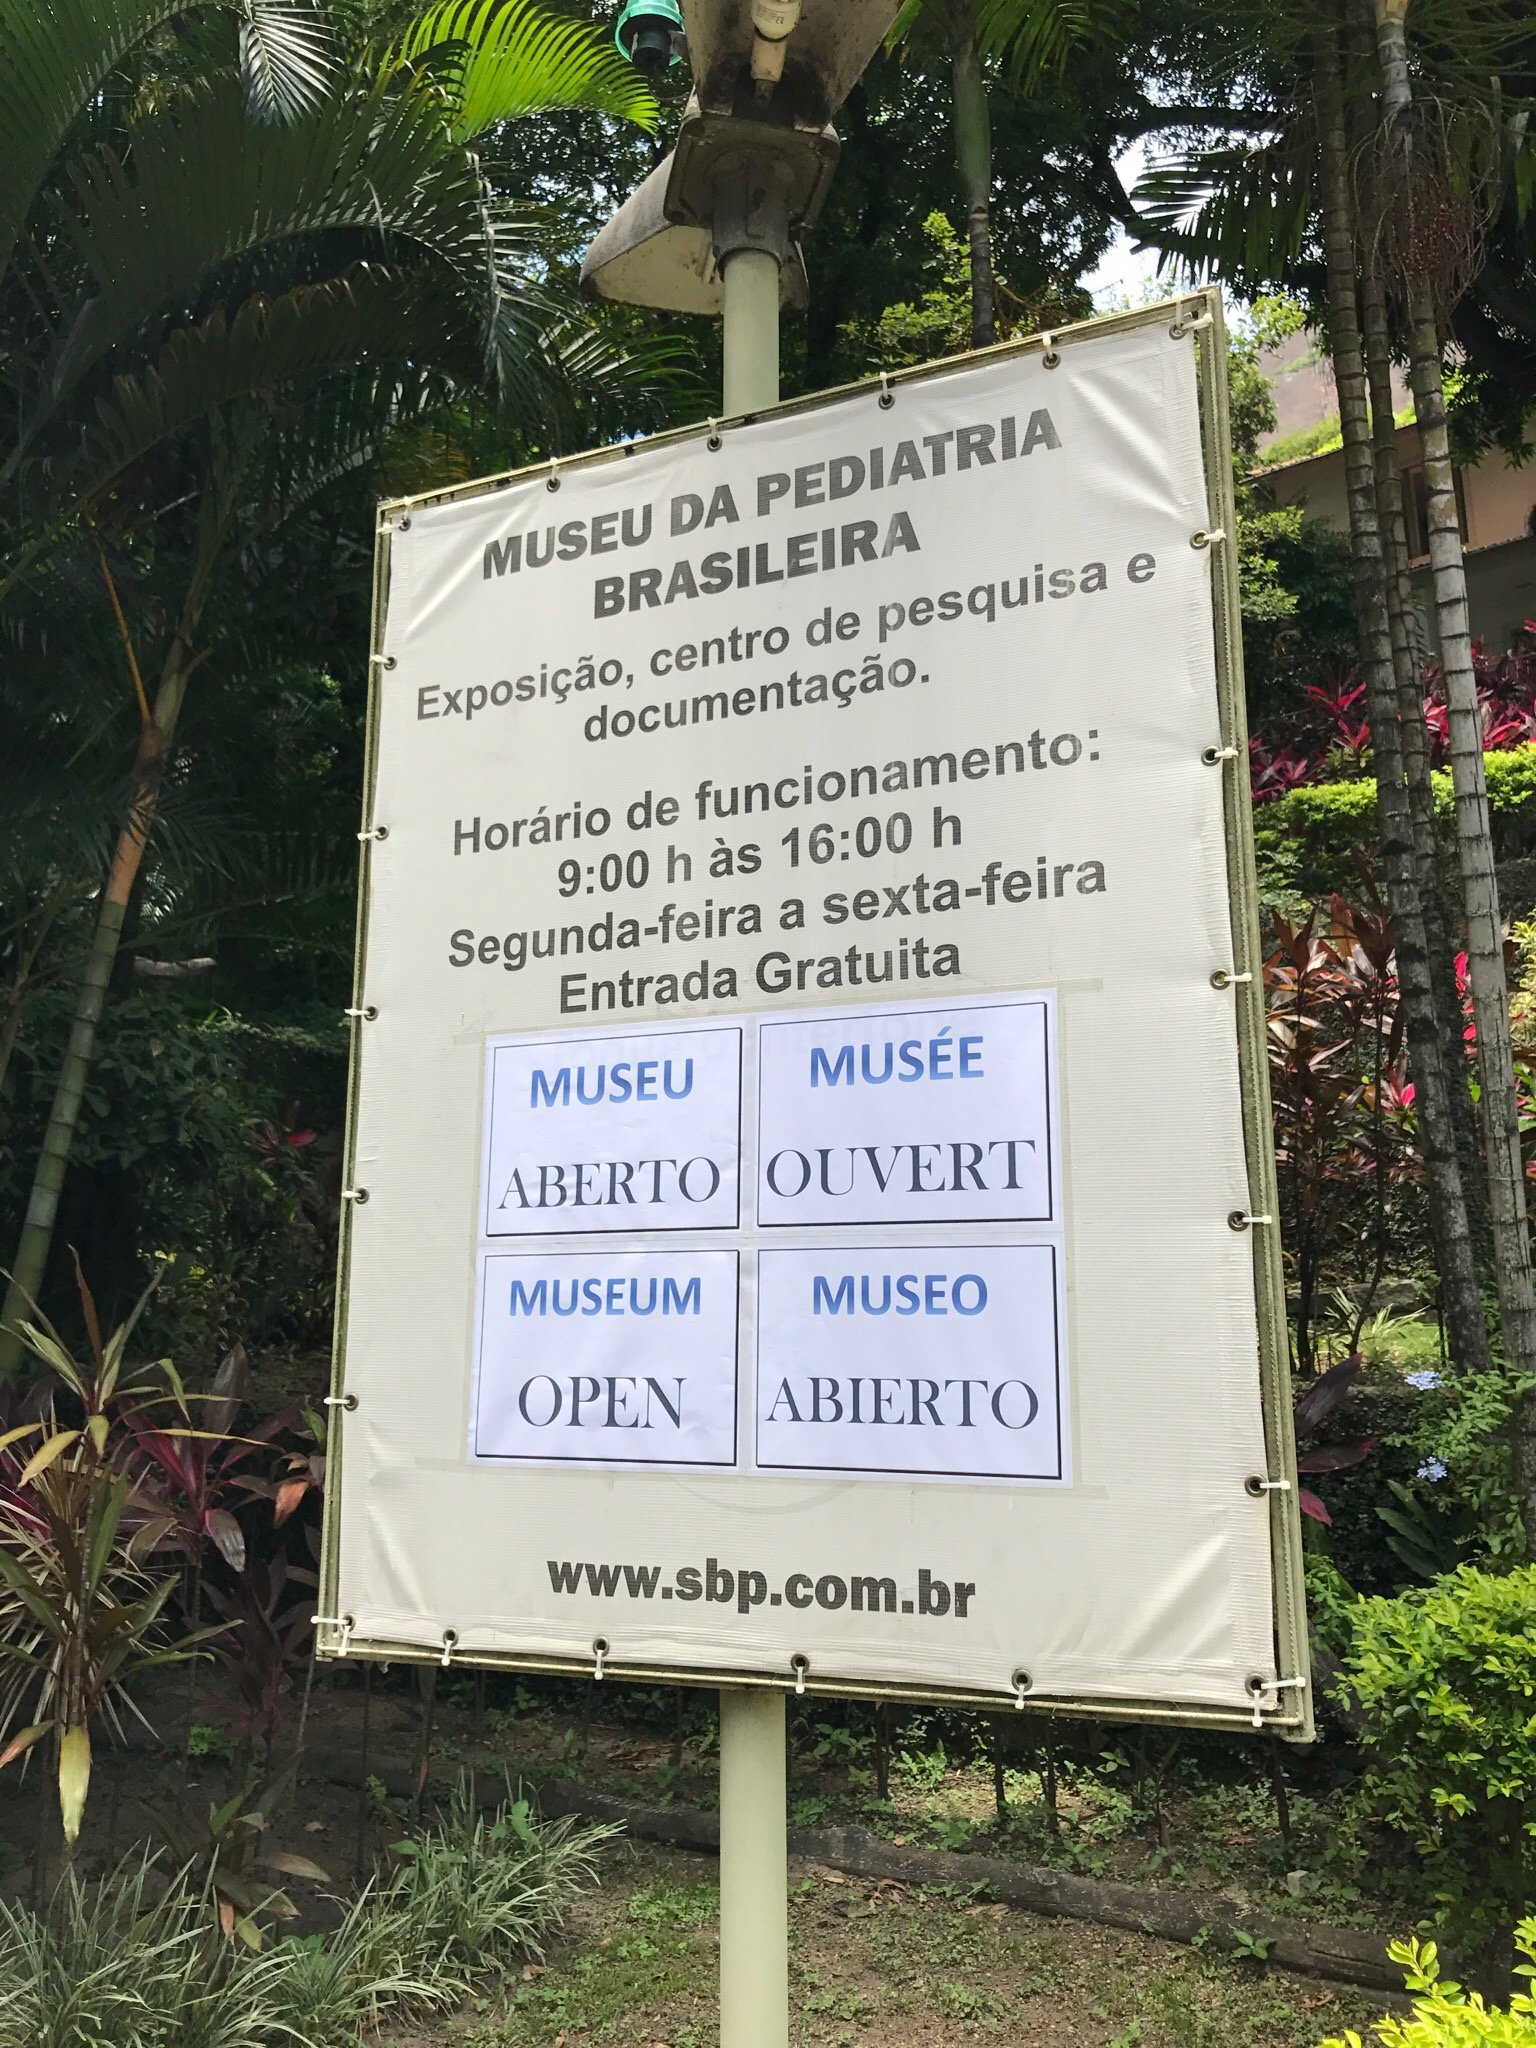 MUSEU DA PEDIATRIA
BRASILEIRA
Exposição, centro de pesquisa e
documentação.
Horário de funcionamento:
9:00 h às 16:00 h
Segunda-feira a sexta-feira
Entrada Gratuita
MUSEU
ABERTO
MUSÉE
OUVERT
MUSEUM
OPEN
MUSEO
ABIERTO
www.sbp.com.br